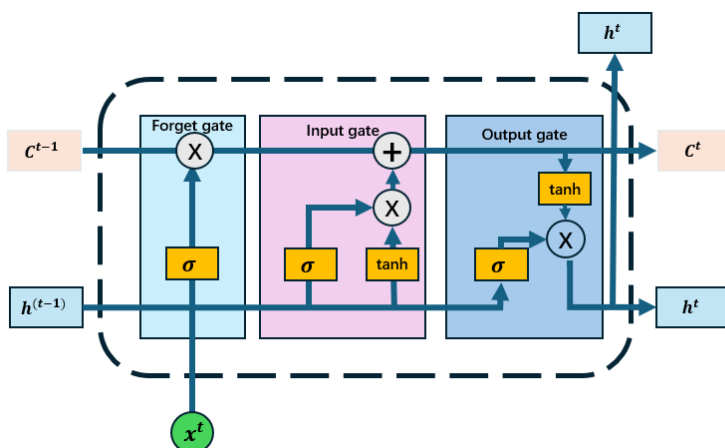 h^t
Forget gate
Input gate
Output gate
C^{t-1}
X
+
C^t
tanh
X
X
σ
σ
tanh
σ
h^{(t-1)}
h^t
x^t